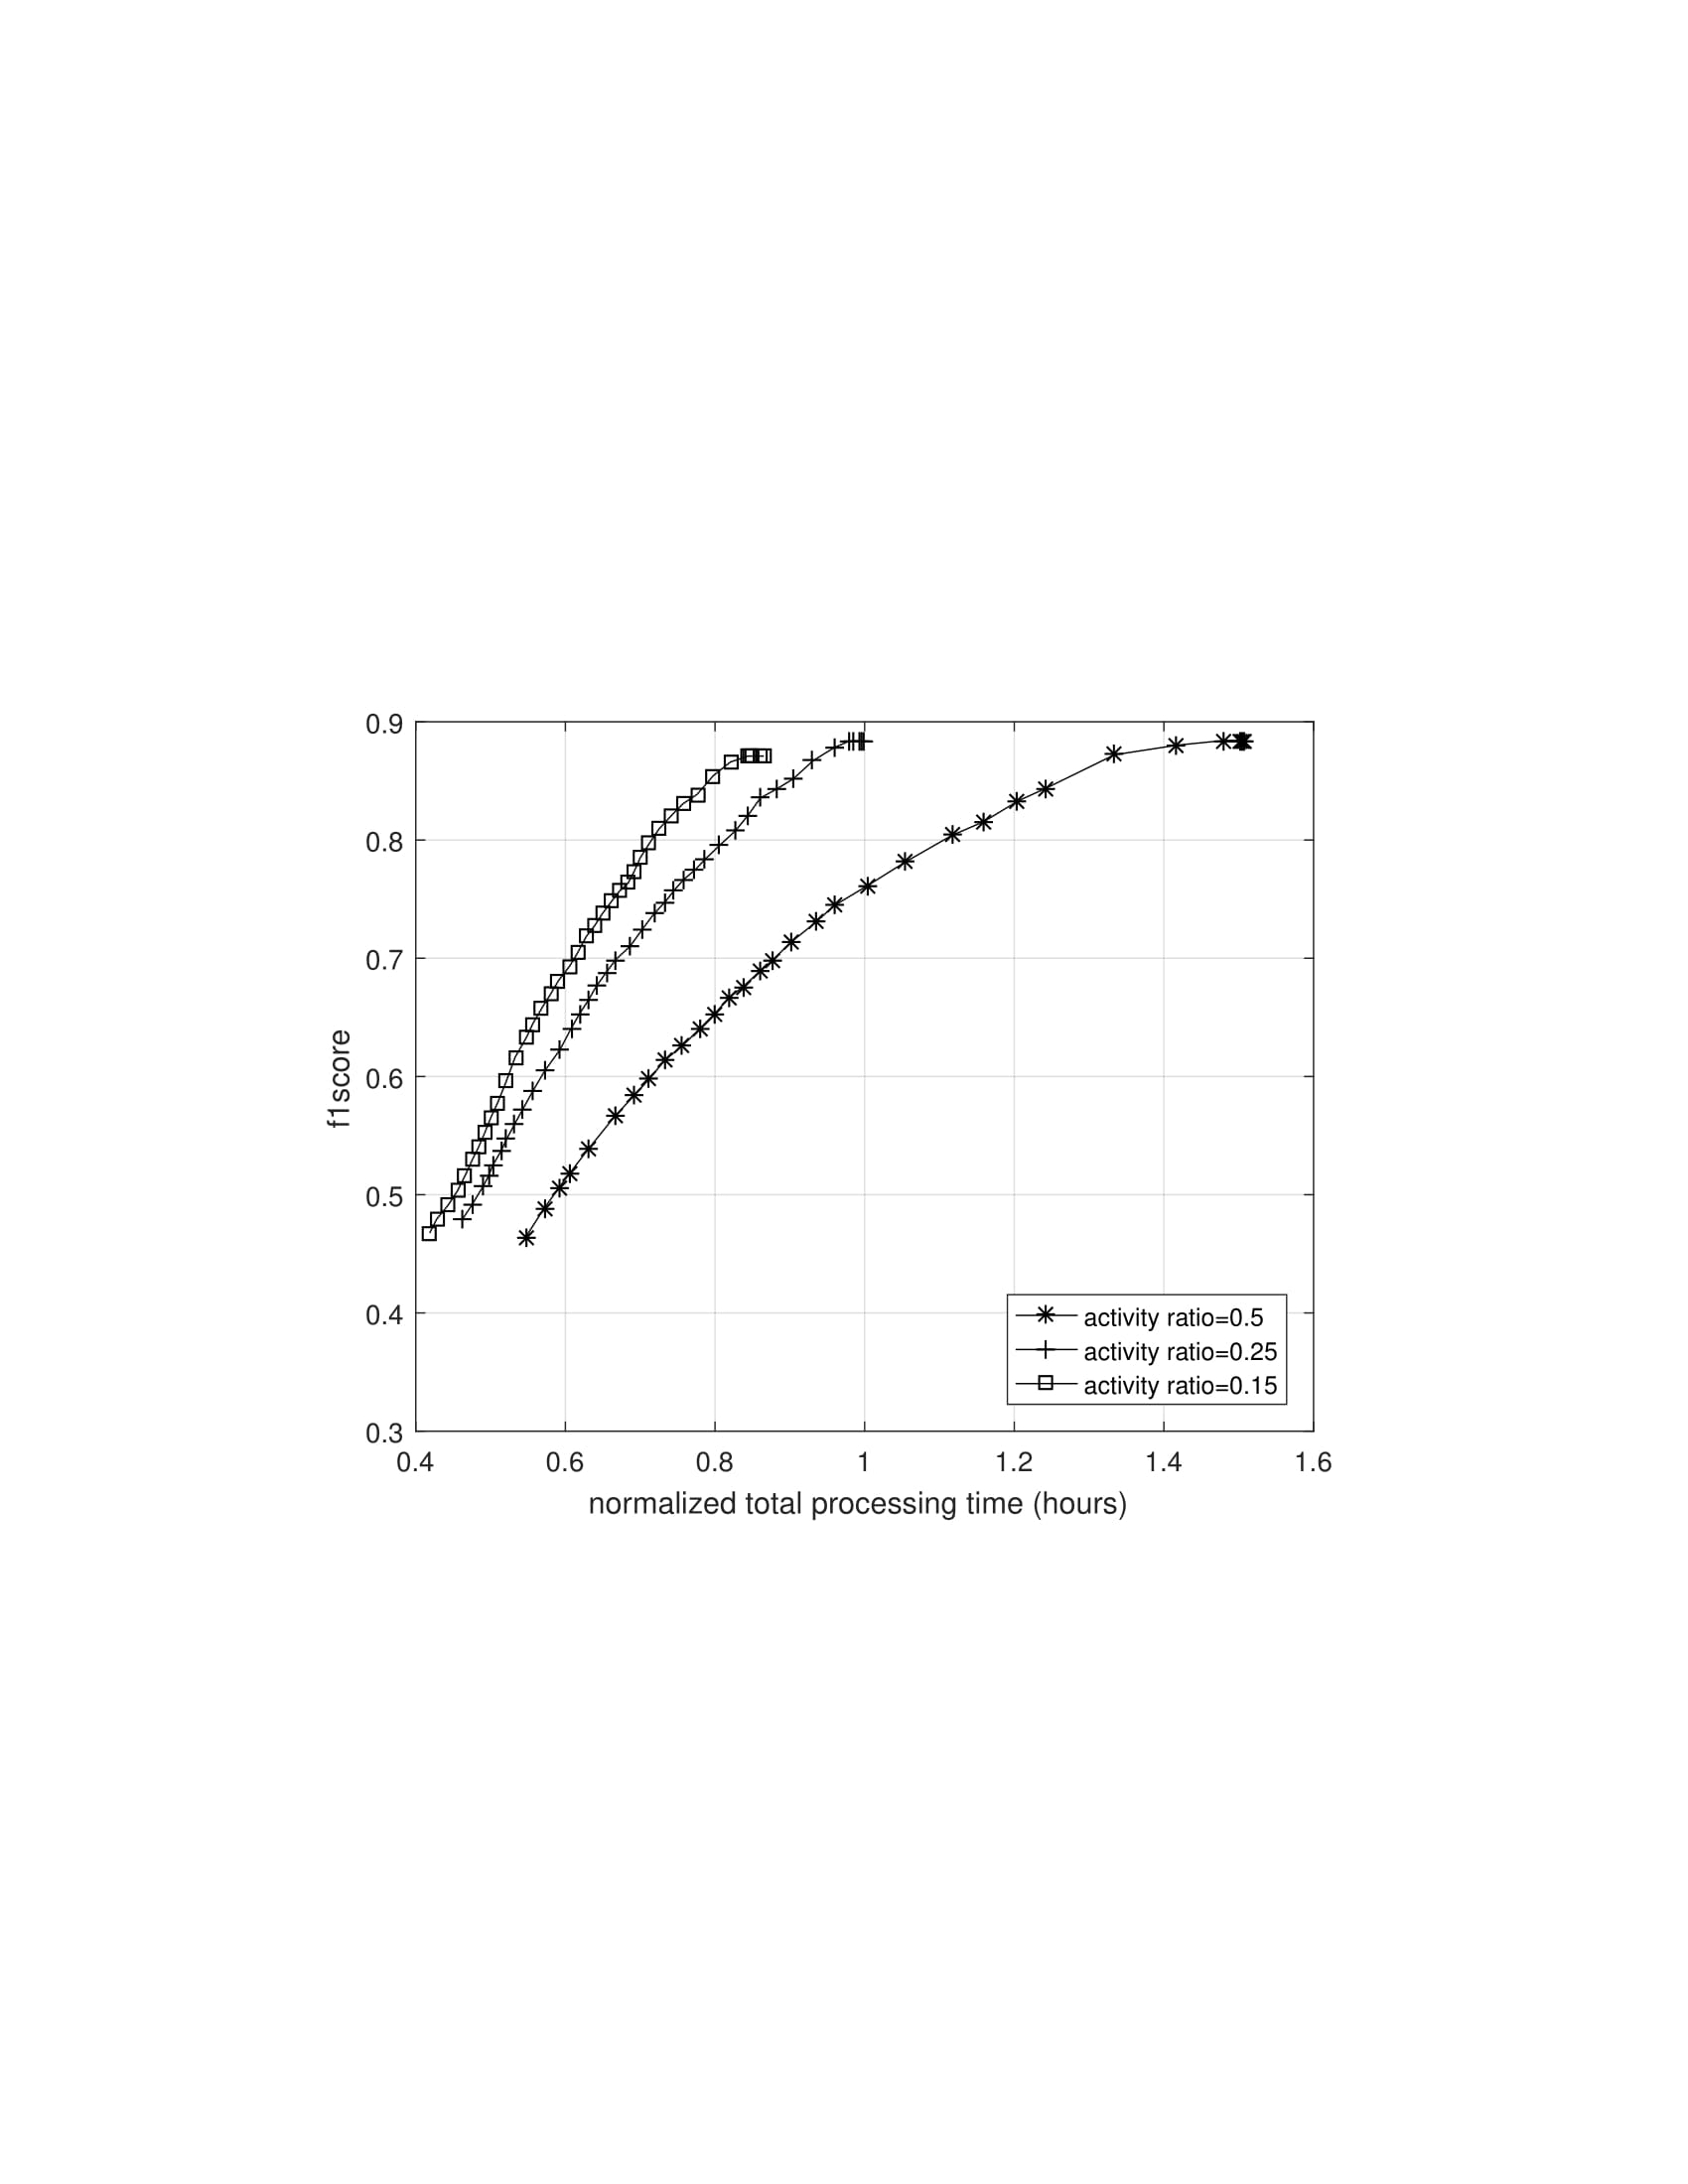 0.9
0.8
0.7
0.6
0.5
0.4
0.3
f1score
0.4 0.6 0.8 1 1.2 1.4 1.6
normalized total processing time (hours)
activity ratio=0.5
activity ratio=0.25
activity ratio=0.15